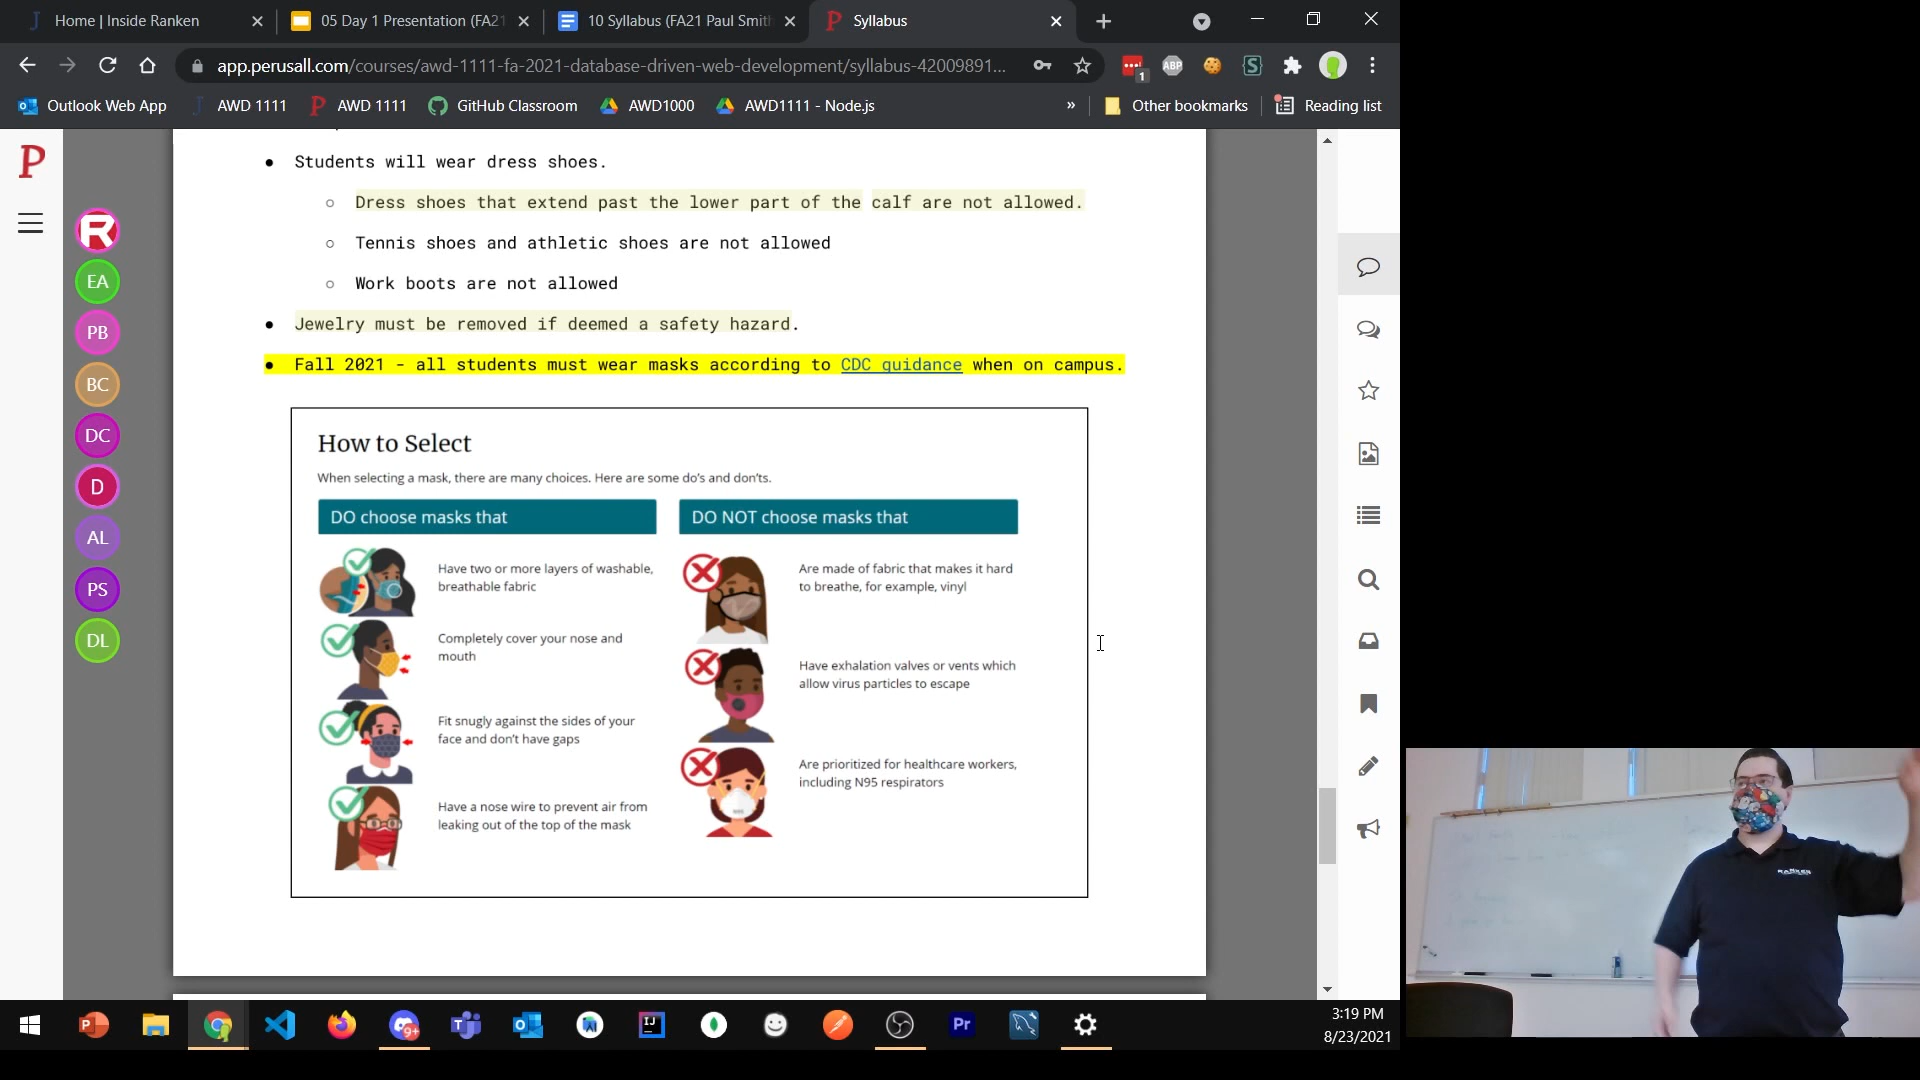 Home | Inside Ranken
05 Day 1 Presentation (FA21
10 Syllabus (FA21 Paul Smith
Syllabus
app.perusall.com/courses/awd-1111-fa-2021-database-driven-web-development/syllabus-42009891...
1
ABP
Outlook Web App
AWD 1111
AWD 1111
GitHub Classroom
AWD1000
AWD1111 - Node.js
»
Other bookmarks
Reading list
P
R
EA
PB
BC
DC
D
AL
PS
DL
• Students will wear dress shoes.
○ Dress shoes that extend past the lower part of the calf are not allowed.
○ Tennis shoes and athletic shoes are not allowed
○ Work boots are not allowed
• Jewelry must be removed if deemed a safety hazard.
• Fall 2021 - all students must wear masks according to CDC guidance when on campus.
How to Select
When selecting a mask, there are many choices. Here are some do's and don'ts.
DO choose masks that
Have two or more layers of washable,
breathable fabric
Completely cover your nose and
mouth
Fit snugly against the sides of your
face and don't have gaps
Have a nose wire to prevent air from
leaking out of the top of the mask
DO NOT choose masks that
Are made of fabric that makes it hard
to breathe, for example, vinyl
Have exhalation valves or vents which
allow virus particles to escape
Are prioritized for healthcare workers,
including N95 respirators
RANKEN
9+
IJ
Pr
3:19 PM
8/23/2021